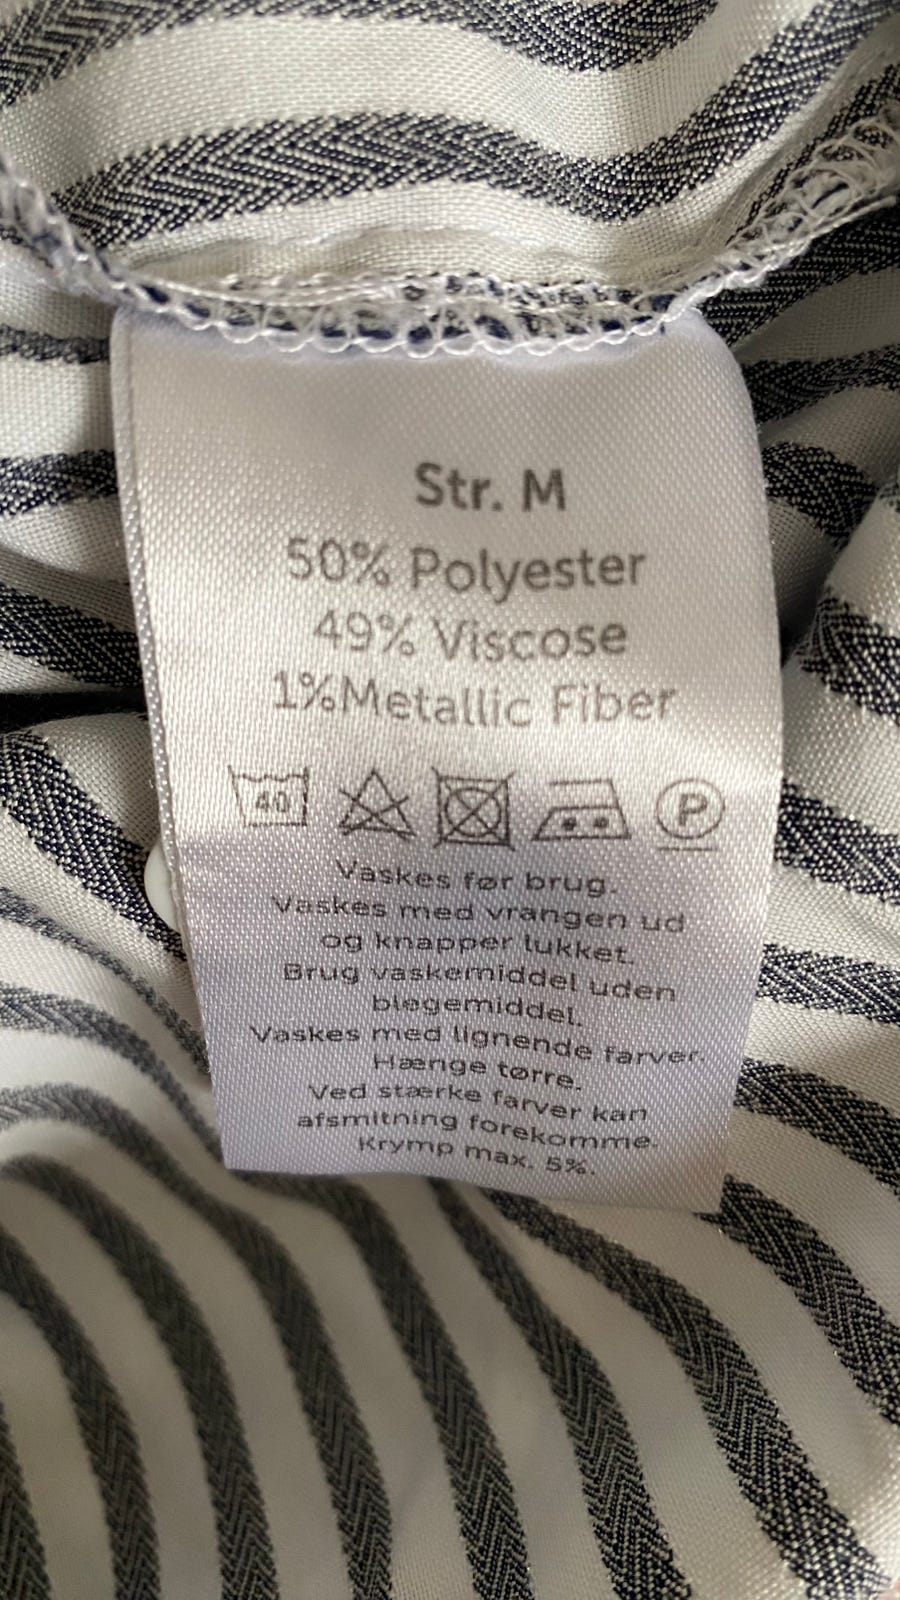 Str. M
50% Polyester
49% Viscose
1%Metallic Fiber
40 P
Vaskes før brug.
Vaskes med vrangen ud
og knapper lukket.
Brug vaskemiddel uden
blegemiddel.
Vaskes med lignende farver.
Hænge tørre.
Ved stærke farver kan
afsmitning forekomme.
Krymp max. 5%.